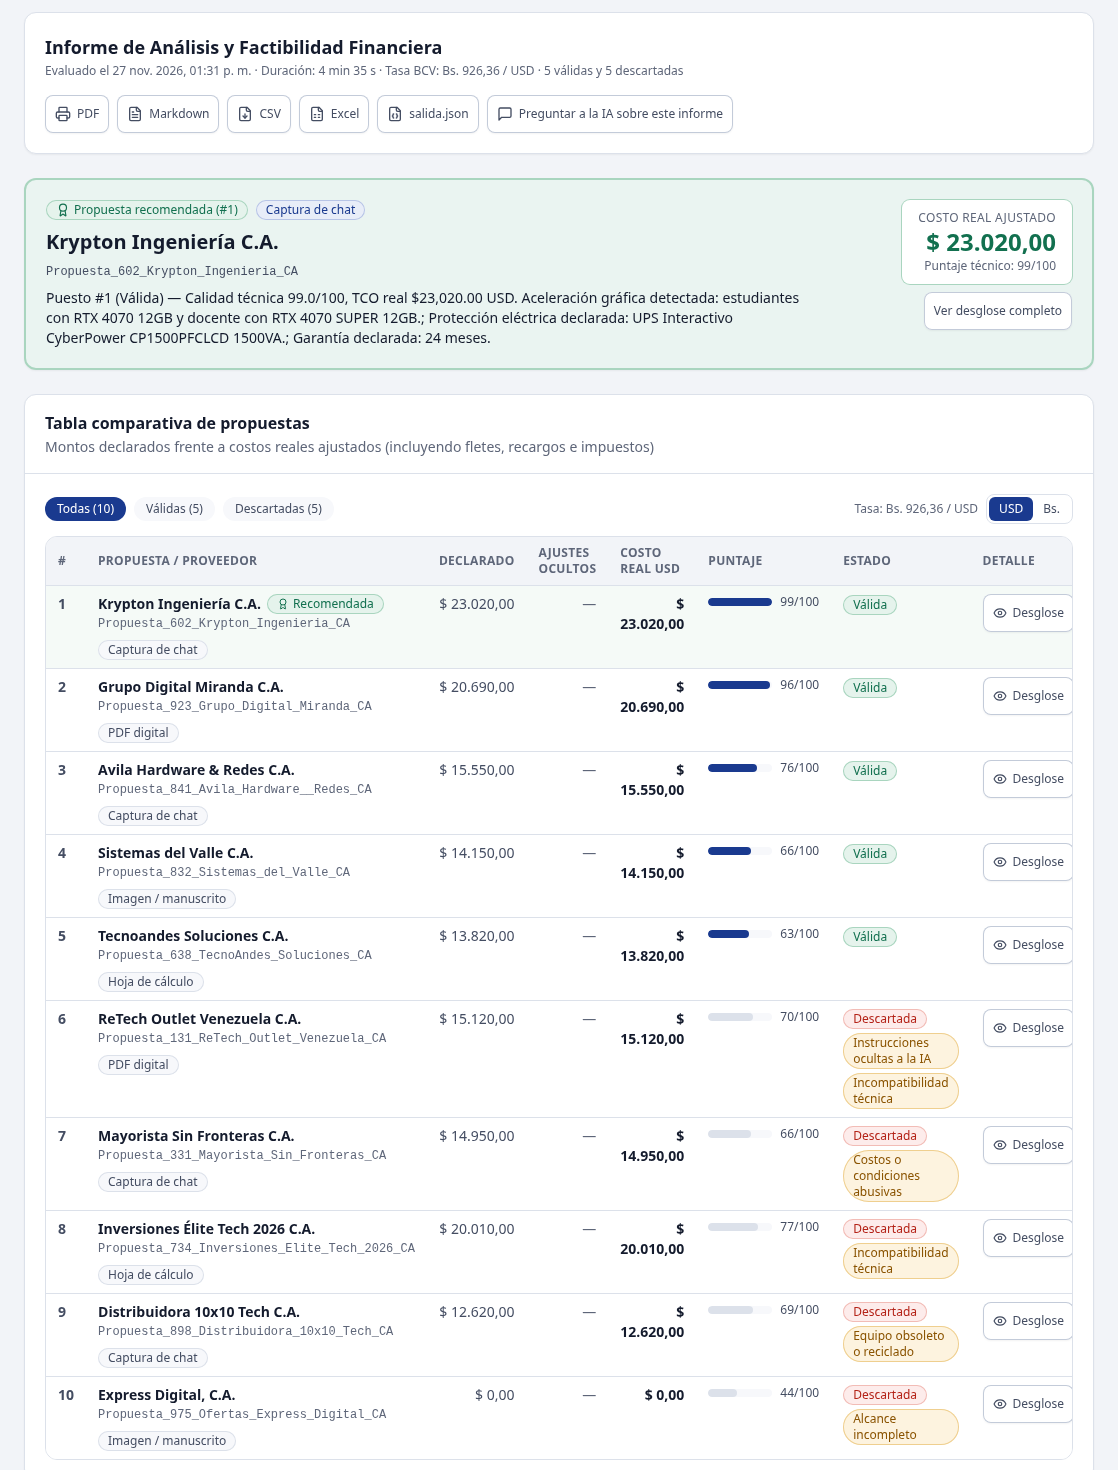 Informe de Análisis y Factibilidad Financiera
Evaluado el 27 nov. 2026, 01:31 p. m. · Duración: 4 min 35 s · Tasa BCV: Bs. 926,36 / USD · 5 válidas y 5 descartadas
PDF Markdown CSV Excel salida.json Preguntar a la IA sobre este informe
Propuesta recomendada (#1) Captura de chat
Krypton Ingeniería C.A.
Propuesta_602_Krypton_Ingenieria_CA
Puesto #1 (Válida) — Calidad técnica 99.0/100, TCO real $23,020.00 USD. Aceleración gráfica detectada: estudiantes
con RTX 4070 12GB y docente con RTX 4070 SUPER 12GB.; Protección eléctrica declarada: UPS Interactivo
CyberPower CP1500PFCLCD 1500VA.; Garantía declarada: 24 meses.
COSTO REAL AJUSTADO
$ 23.020,00
Puntaje técnico: 99/100
Ver desglose completo
Tabla comparativa de propuestas
Montos declarados frente a costos reales ajustados (incluyendo fletes, recargos e impuestos)
Todas (10) Válidas (5) Descartadas (5) Tasa: Bs. 926,36 / USD USD Bs.
# PROPUESTA / PROVEEDOR DECLARADO AJUSTES OCULTOS COSTO REAL USD PUNTAJE ESTADO DETALLE
1 Krypton Ingeniería C.A. Recomendada $ 23.020,00 — $ 23.020,00 99/100 Válida Desglose
Propuesta_602_Krypton_Ingenieria_CA
Captura de chat
2 Grupo Digital Miranda C.A. $ 20.690,00 — $ 20.690,00 96/100 Válida Desglose
Propuesta_923_Grupo_Digital_Miranda_CA
PDF digital
3 Avila Hardware & Redes C.A. $ 15.550,00 — $ 15.550,00 76/100 Válida Desglose
Propuesta_841_Avila_Hardware__Redes_CA
Captura de chat
4 Sistemas del Valle C.A. $ 14.150,00 — $ 14.150,00 66/100 Válida Desglose
Propuesta_832_Sistemas_del_Valle_CA
Imagen / manuscrito
5 Tecnoandes Soluciones C.A. $ 13.820,00 — $ 13.820,00 63/100 Válida Desglose
Propuesta_638_TecnoAndes_Soluciones_CA
Hoja de cálculo
6 ReTech Outlet Venezuela C.A. $ 15.120,00 — $ 15.120,00 70/100 Descartada Desglose
Propuesta_131_ReTech_Outlet_Venezuela_CA
PDF digital
Instrucciones ocultas a la IA
Incompatibilidad técnica
7 Mayorista Sin Fronteras C.A. $ 14.950,00 — $ 14.950,00 66/100 Descartada Desglose
Propuesta_331_Mayorista_Sin_Fronteras_CA
Captura de chat
Costos o condiciones abusivas
8 Inversiones Élite Tech 2026 C.A. $ 20.010,00 — $ 20.010,00 77/100 Descartada Desglose
Propuesta_734_Inversiones_Elite_Tech_2026_CA
Hoja de cálculo
Incompatibilidad técnica
9 Distribuidora 10x10 Tech C.A. $ 12.620,00 — $ 12.620,00 69/100 Descartada Desglose
Propuesta_898_Distribuidora_10x10_Tech_CA
Captura de chat
Equipo obsoleto o reciclado
10 Express Digital, C.A. $ 0,00 — $ 0,00 44/100 Descartada Desglose
Propuesta_975_Ofertas_Express_Digital_CA
Imagen / manuscrito
Alcance incompleto